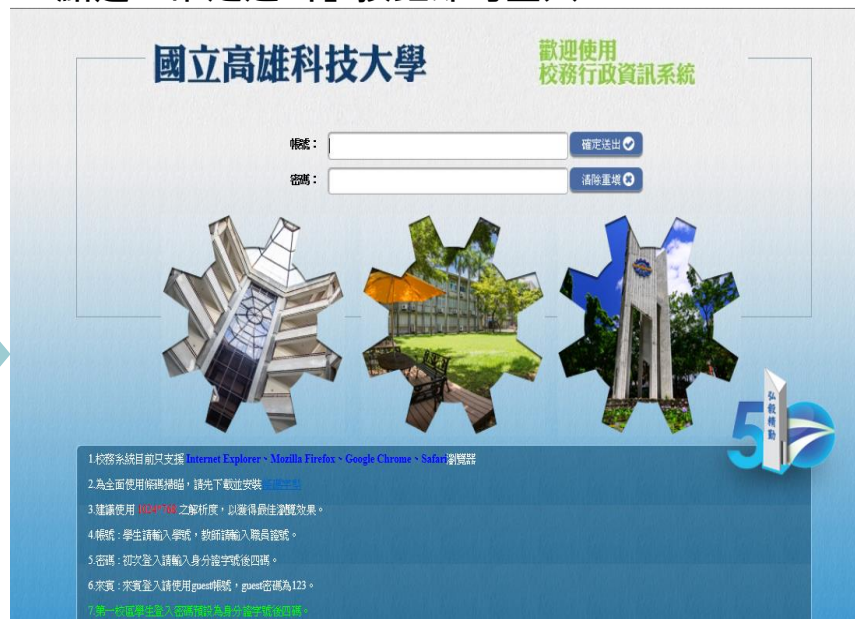 國立高雄科技大學
歡迎使用
校務行政資訊系統
帳號：
確定送出
密碼：
清除重填
弘毅精勤
50
1.校務系統目前只支援Internet Explorer、Mozilla Firefox、Google Chrome、Safari瀏覽器
2.為全面使用條碼掃瞄，請先下載並安裝
3.建議使用 1024*768 之解析度，以獲得最佳瀏覽效果。
4.帳號：學生請輸入學號，教師請輸入職員證號。
5.密碼：初次登入請輸入身分證字號後四碼。
6.來賓：來賓登入請使用guest帳號，guest密碼為123。
7.第一校區學生登入密碼預設為身分證字號後四碼。